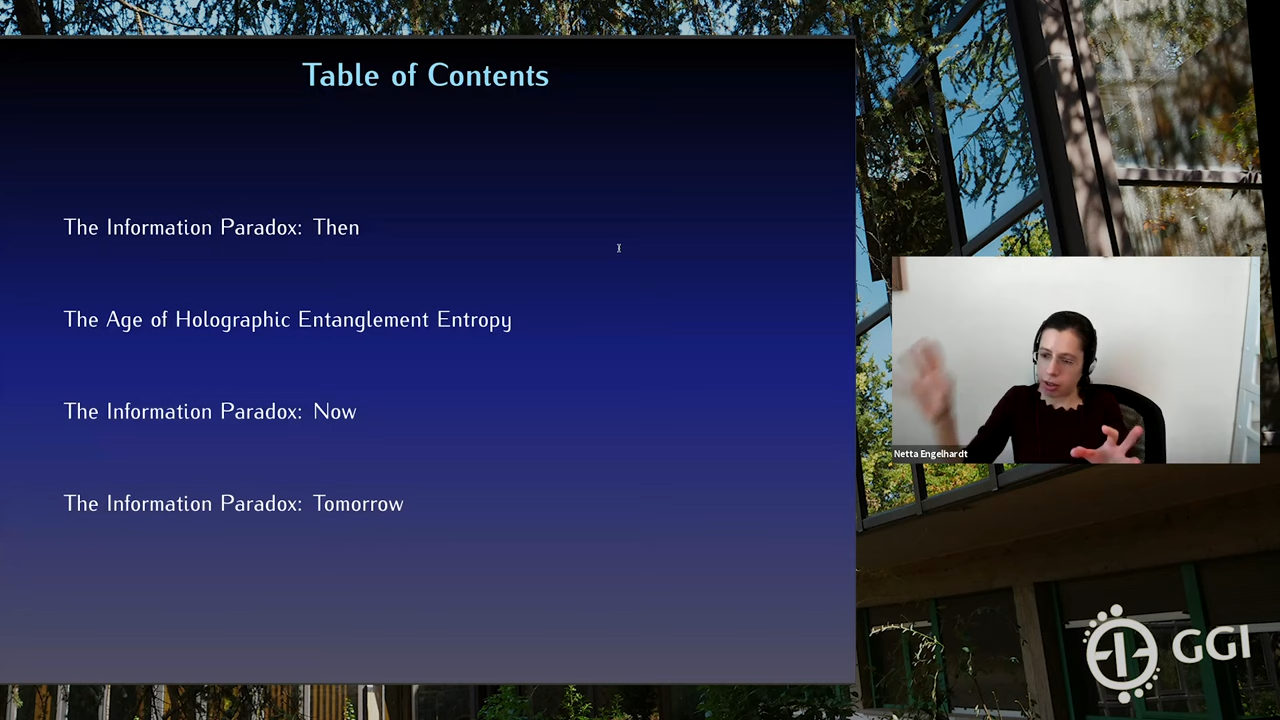 Table of Contents
The Information Paradox: Then
The Age of Holographic Entanglement Entropy
The Information Paradox: Now
The Information Paradox: Tomorrow
Netta Engelhardt
GGI